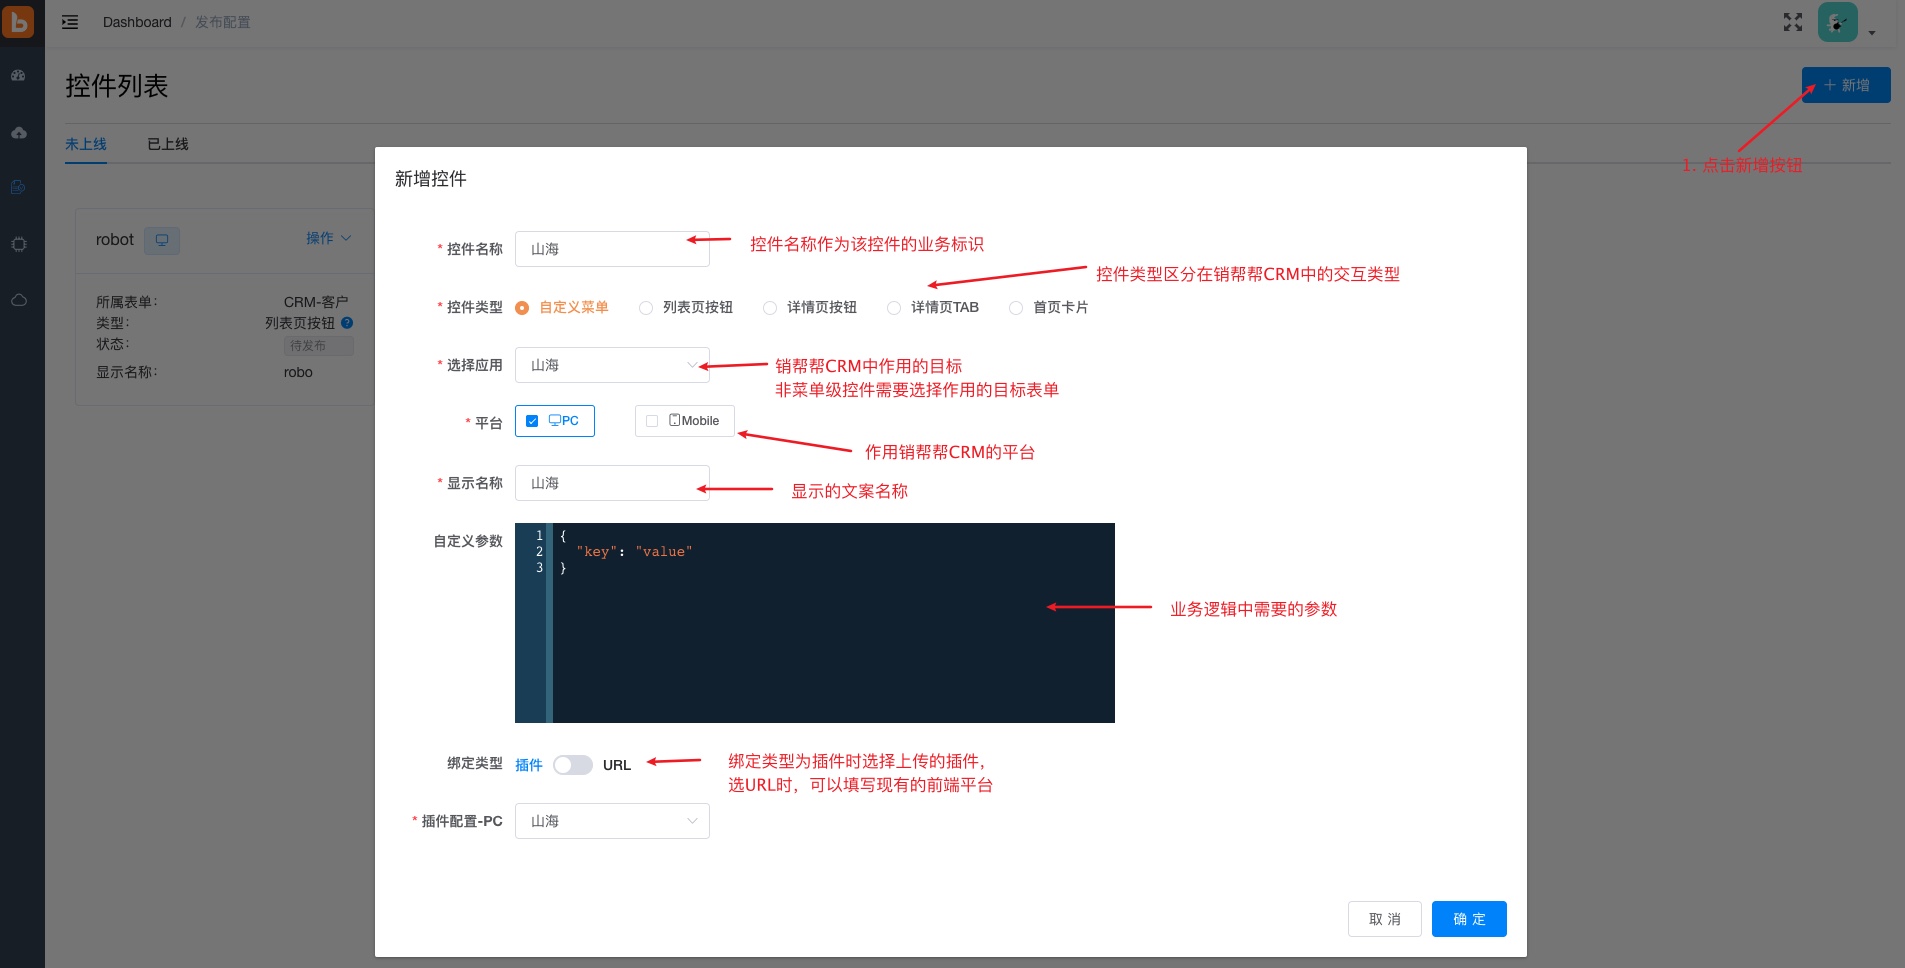 Dashboard / 发布配置
控件列表
＋ 新增
1. 点击新增按钮
未上线 已上线
新增控件
robot 操作
所属表单： CRM-客户
类型： 列表页按钮 ?
状态： 待发布
显示名称： robo
* 控件名称 山海
控件名称作为该控件的业务标识
控件类型区分在销帮帮CRM中的交互类型
* 控件类型 自定义菜单 列表页按钮 详情页按钮 详情页TAB 首页卡片
* 选择应用 山海
销帮帮CRM中作用的目标
非菜单级控件需要选择作用的目标表单
* 平台 PC Mobile
作用销帮帮CRM的平台
* 显示名称 山海
显示的文案名称
自定义参数
1 {
2 "key": "value"
3 }
业务逻辑中需要的参数
绑定类型 插件 URL
绑定类型为插件时选择上传的插件，
选URL时，可以填写现有的前端平台
* 插件配置-PC 山海
取 消 确 定